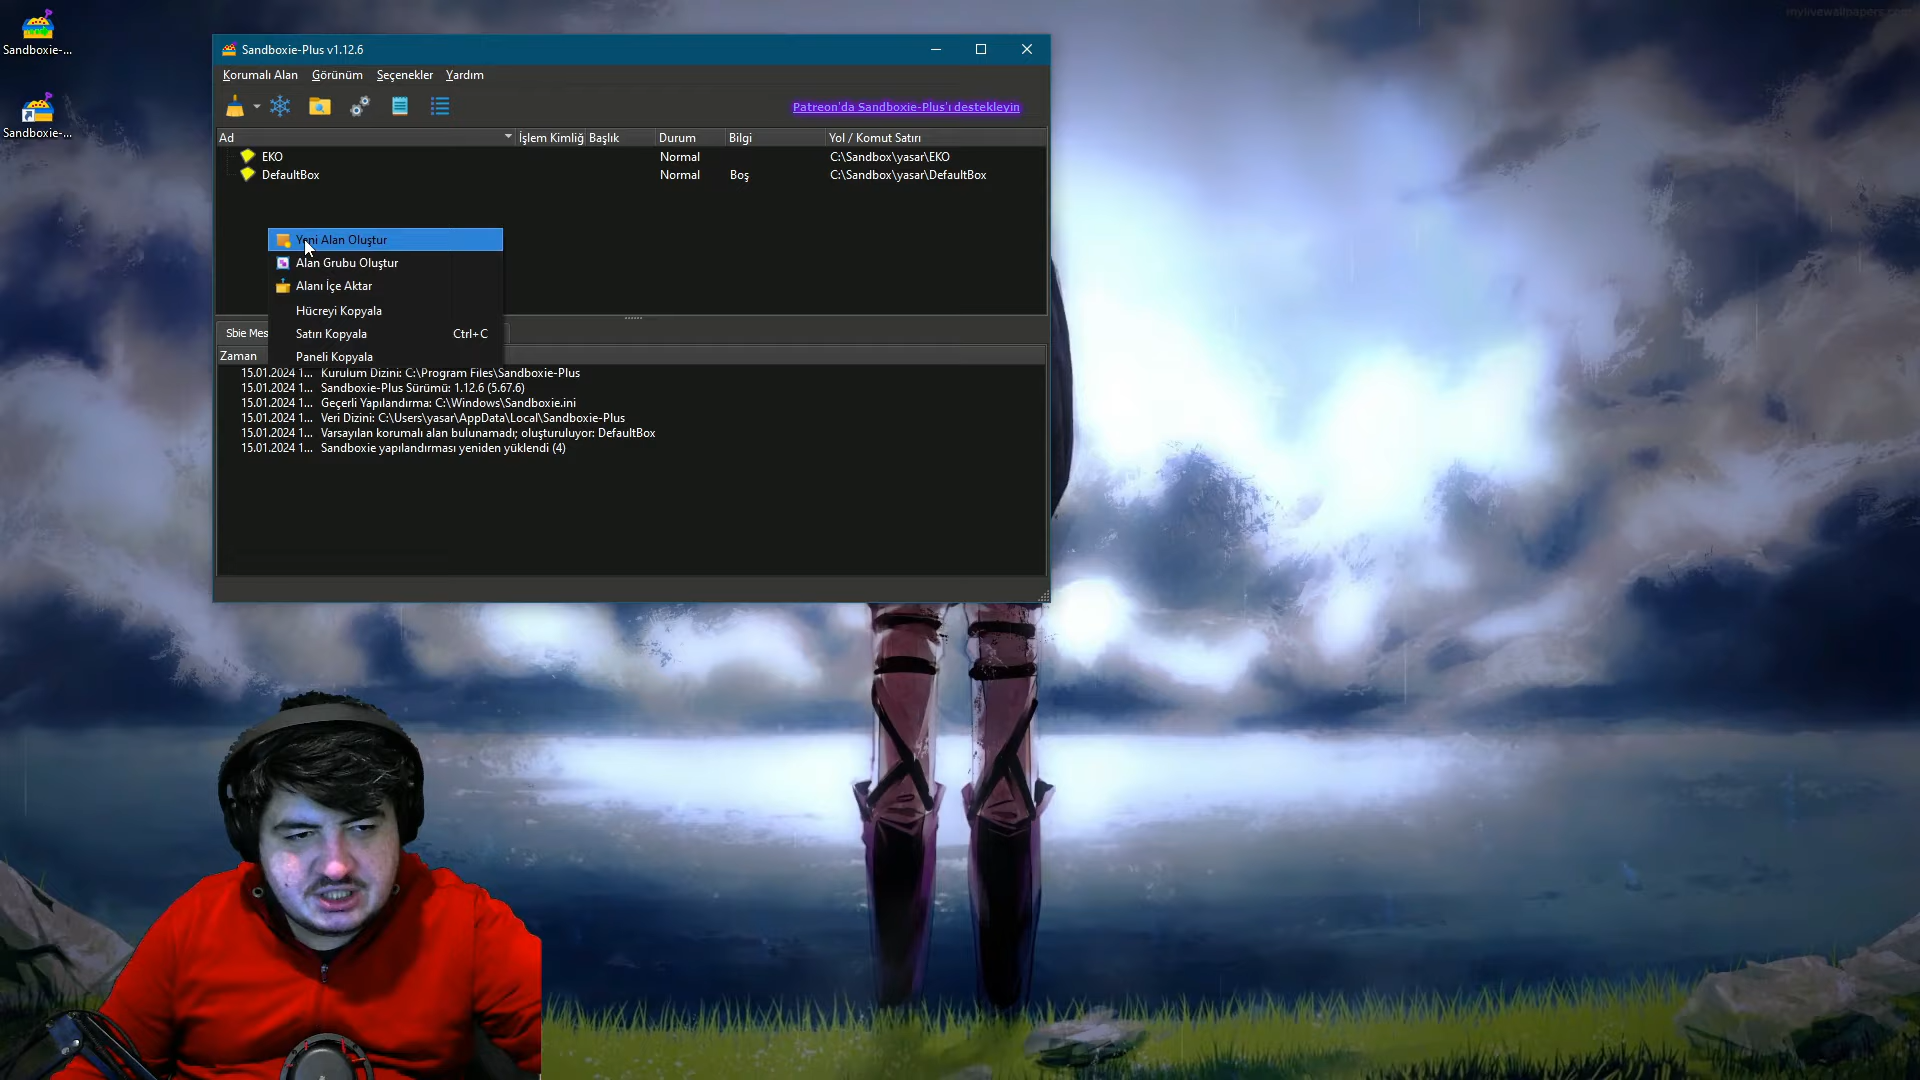 mylivewallpapers.com
Sandboxie-...
Sandboxie-...
Sandboxie-Plus v1.12.6
Korumalı Alan Görünüm Seçenekler Yardım
Patreon'da Sandboxie-Plus'ı destekleyin
Ad İşlem Kimliğ Başlık Durum Bilgi Yol / Komut Satırı
EKO Normal C:\Sandbox\yasar\EKO
DefaultBox Normal Boş C:\Sandbox\yasar\DefaultBox
Yeni Alan Oluştur
Alan Grubu Oluştur
Alanı İçe Aktar
Hücreyi Kopyala
Satırı Kopyala Ctrl+C
Paneli Kopyala
Sbie Mes
Zaman
15.01.2024 1... Kurulum Dizini: C:\Program Files\Sandboxie-Plus
15.01.2024 1... Sandboxie-Plus Sürümü: 1.12.6 (5.67.6)
15.01.2024 1... Geçerli Yapılandırma: C:\Windows\Sandboxie.ini
15.01.2024 1... Veri Dizini: C:\Users\yasar\AppData\Local\Sandboxie-Plus
15.01.2024 1... Varsayılan korumalı alan bulunamadı; oluşturuluyor: DefaultBox
15.01.2024 1... Sandboxie yapılandırması yeniden yüklendi (4)